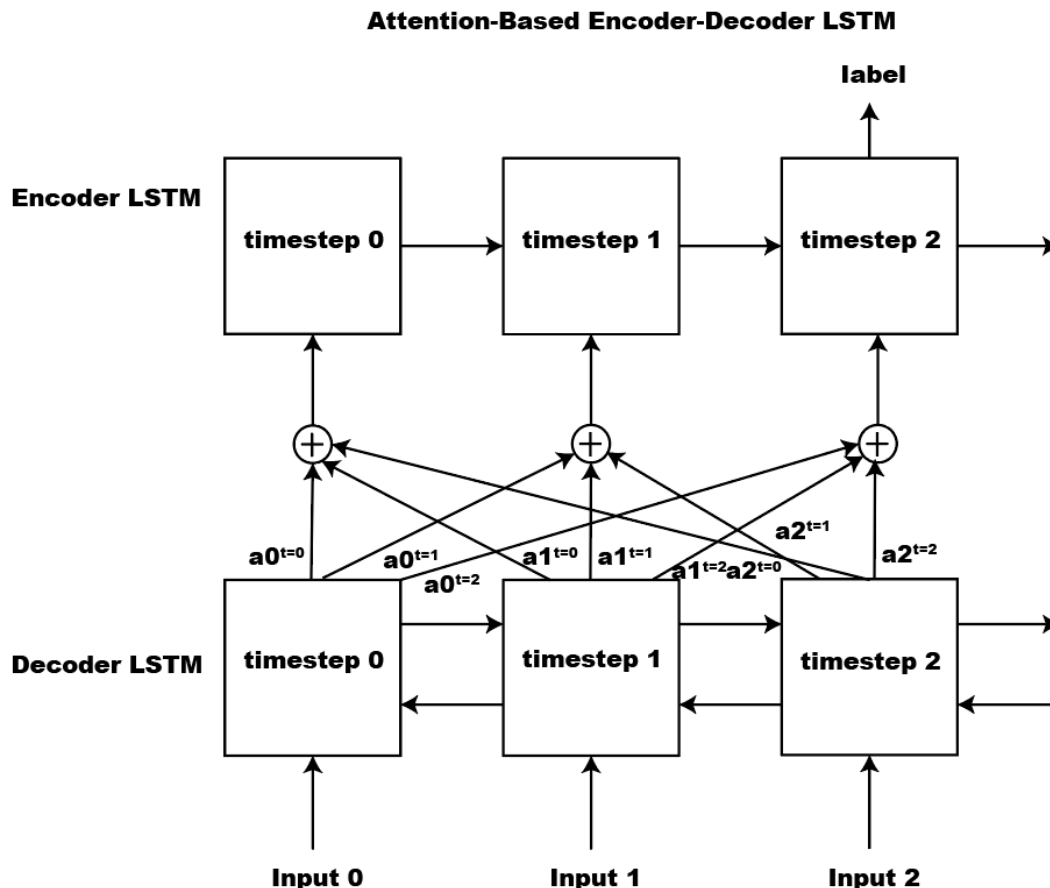 Attention-Based Encoder-Decoder LSTM
label
Encoder LSTM
timestep 0
timestep 1
timestep 2
a0t=0
a0t=1
a0t=2
a1t=0
a1t=1
a1t=2
a2t=0
a2t=1
a2t=2
Decoder LSTM
timestep 0
timestep 1
timestep 2
Input 0
Input 1
Input 2